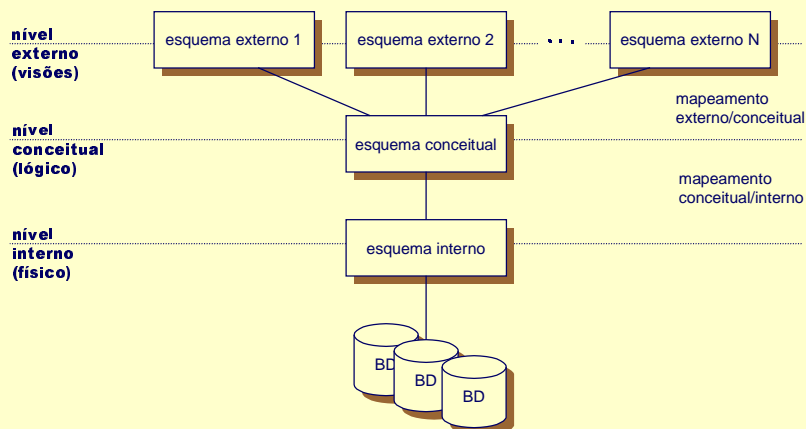 nível
externo
(visões)
esquema externo 1
esquema externo 2
...
esquema externo N
mapeamento
externo/conceitual
nível
conceitual
(lógico)
esquema conceitual
mapeamento
conceitual/interno
nível
interno
(físico)
esquema interno
BD
BD
BD